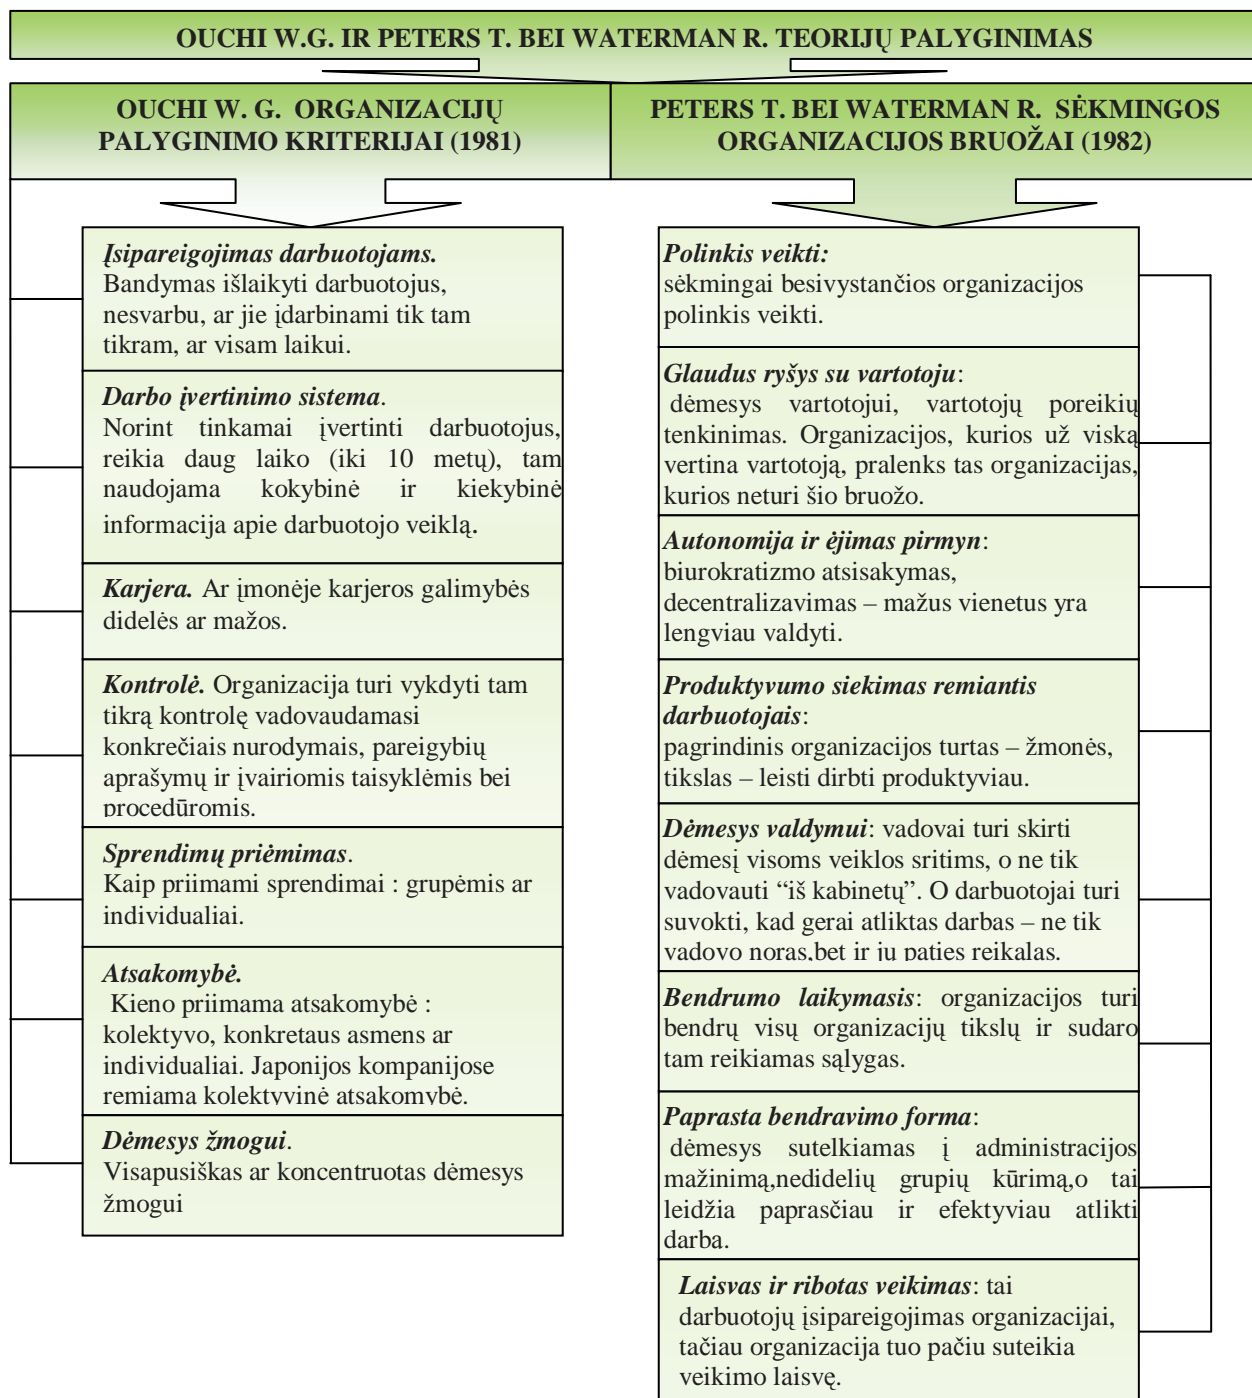 OUCHI W.G. IR PETERS T. BEI WATERMAN R. TEORIJŲ PALYGINIMAS
OUCHI W. G. ORGANIZACIJŲ
PALYGINIMO KRITERIJAI (1981)
Įsipareigojimas darbuotojams.
Bandymas išlaikyti darbuotojus,
nesvarbu, ar jie įdarbinami tik tam
tikram, ar visam laikui.
Darbo įvertinimo sistema.
Norint tinkamai įvertinti darbuotojus,
reikia daug laiko (iki 10 metų), tam
naudojama kokybinė ir kiekybinė
informacija apie darbuotojo veiklą.
Karjera. Ar įmonėje karjeros galimybės
didelės ar mažos.
Kontrolė. Organizacija turi vykdyti tam
tikrą kontrolę vadovaudamasi
konkrečiais nurodymais, pareigybių
aprašymų ir įvairiomis taisyklėmis bei
procedūromis.
Sprendimų priėmimas.
Kaip priimami sprendimai : grupėmis ar
individualiai.
Atsakomybė.
Kieno priimama atsakomybė :
kolektyvo, konkretaus asmens ar
individualiai. Japonijos kompanijose
remiama kolektyvinė atsakomybė.
Dėmesys žmogui.
Visapusiškas ar koncentruotas dėmesys
žmogui
PETERS T. BEI WATERMAN R. SĖKMINGOS
ORGANIZACIJOS BRUOŽAI (1982)
Polinkis veikti:
sėkmingai besivystančios organizacijos
polinkis veikti.
Glaudus ryšys su vartotoju:
dėmesys vartotojui, vartotojų poreikių
tenkinimas. Organizacijos, kurios už viską
vertina vartotoją, pralenks tas organizacijas,
kurios neturi šio bruožo.
Autonomija ir ėjimas pirmyn:
biurokratizmo atsisakymas,
decentralizavimas – mažus vienetus yra
lengviau valdyti.
Produktyvumo siekimas remiantis
darbuotojais:
pagrindinis organizacijos turtas – žmonės,
tikslas – leisti dirbti produktyviau.
Dėmesys valdymui: vadovai turi skirti
dėmesį visoms veiklos sritims, o ne tik
vadovauti “iš kabinetų”. O darbuotojai turi
suvokti, kad gerai atliktas darbas – ne tik
vadovo noras,bet ir jų paties reikalas.
Bendrumo laikymasis: organizacijos turi
bendrų visų organizacijų tikslų ir sudaro
tam reikiamas sąlygas.
Paprasta bendravimo forma:
dėmesys sutelkiamas į administracijos
mažinimą,nedidelių grupių kūrimą,o tai
leidžia paprasčiau ir efektyviau atlikti
darbą.
Laisvas ir ribotas veikimas: tai
darbuotojų įsipareigojimas organizacijai,
tačiau organizacija tuo pačiu suteikia
veikimo laisvę.